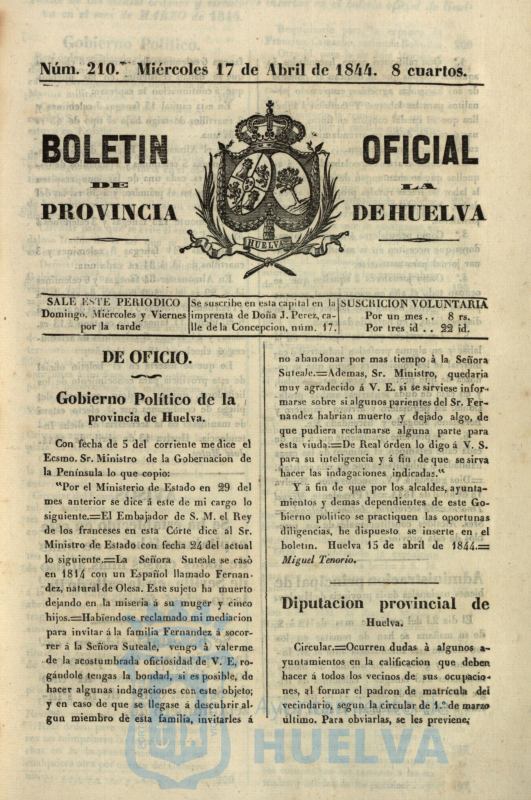 Núm. 210. Miércoles 17 de Abril de 1844. 8 cuartos.
BOLETIN OFICIAL
DE LA
PROVINCIA DE HUELVA
HUELVA
SALE ESTE PERIODICO
Domingo, Miércoles y Viernes
por la tarde
Se suscribe en esta capital en la
imprenta de Doña J. Perez, ca-
lle de la Concepcion, núm. 17.
SUSCRICION VOLUNTARIA
Por un mes .. 8 rs.
Por tres id .. 22 id.
DE OFICIO.
Gobierno Político de la
provincia de Huelva.
Con fecha de 5 del corriente me dice el
Ecsmo. Sr. Ministro de la Gobernacion de
la Península lo que copio:
"Por el Ministerio de Estado en 29 del
mes anterior se dice á este de mi cargo lo
siguiente.=El Embajador de S. M. el Rey
de los franceses en esta Córte dice al Sr.
Ministro de Estado con fecha 24 del actual
lo siguiente.=La Señora Suteale se casò
en 1814 con un Español llamado Fernan-
dez, natural de Olesa. Este sujeto ha muerto
dejando en la miseria á su muger y cinco
hijos.=Habiendose reclamado mi mediacion
para invitar á la familia Fernandez á socor-
rer á la Señora Suteale, vengo à valerme
de la acostumbrada oficiosidad de V. E, ro-
gándole tengas la bondad, si es posible, de
hacer algunas indagaciones con este objeto;
y en caso de que se llegase á descubrir al-
gun miembro de esta familia, invitarles á
no abandonar por mas tiempo à la Señora
Suteale.=Ademas, Sr. Ministro, quedaria
muy agradecido á V. E. si se sirviese infor-
marse sobre si algunos parientes del Sr. Fer-
nandez habrian muerto y dejado algo, de
que pudiera reclamarse alguna parte para
esta viuda.=De Real órden lo digo á V. S.
para su inteligencia y á fin de que se sirva
hacer las indagaciones indicadas."
Y á fin de que por los alcaldes, ayunta-
mientos y demas dependientes de este Go-
bierno politico se practiquen las oportunas
diligencias, he dispuesto se inserte en el
boletin. Huelva 15 de abril de 1844.=
Miguel Tenorio.
Diputacion provincial de
Huelva.
Circular.=Ocurren dudas à algunos a-
yuntamientos en la calificacion que deben
hacer á todos los vecinos de sus ocupacio-
nes, al formar el padron de matrícula del
vecindario, segun la circular de 1.º de marzo
último. Para obviarlas, se les previene,
HUELVA